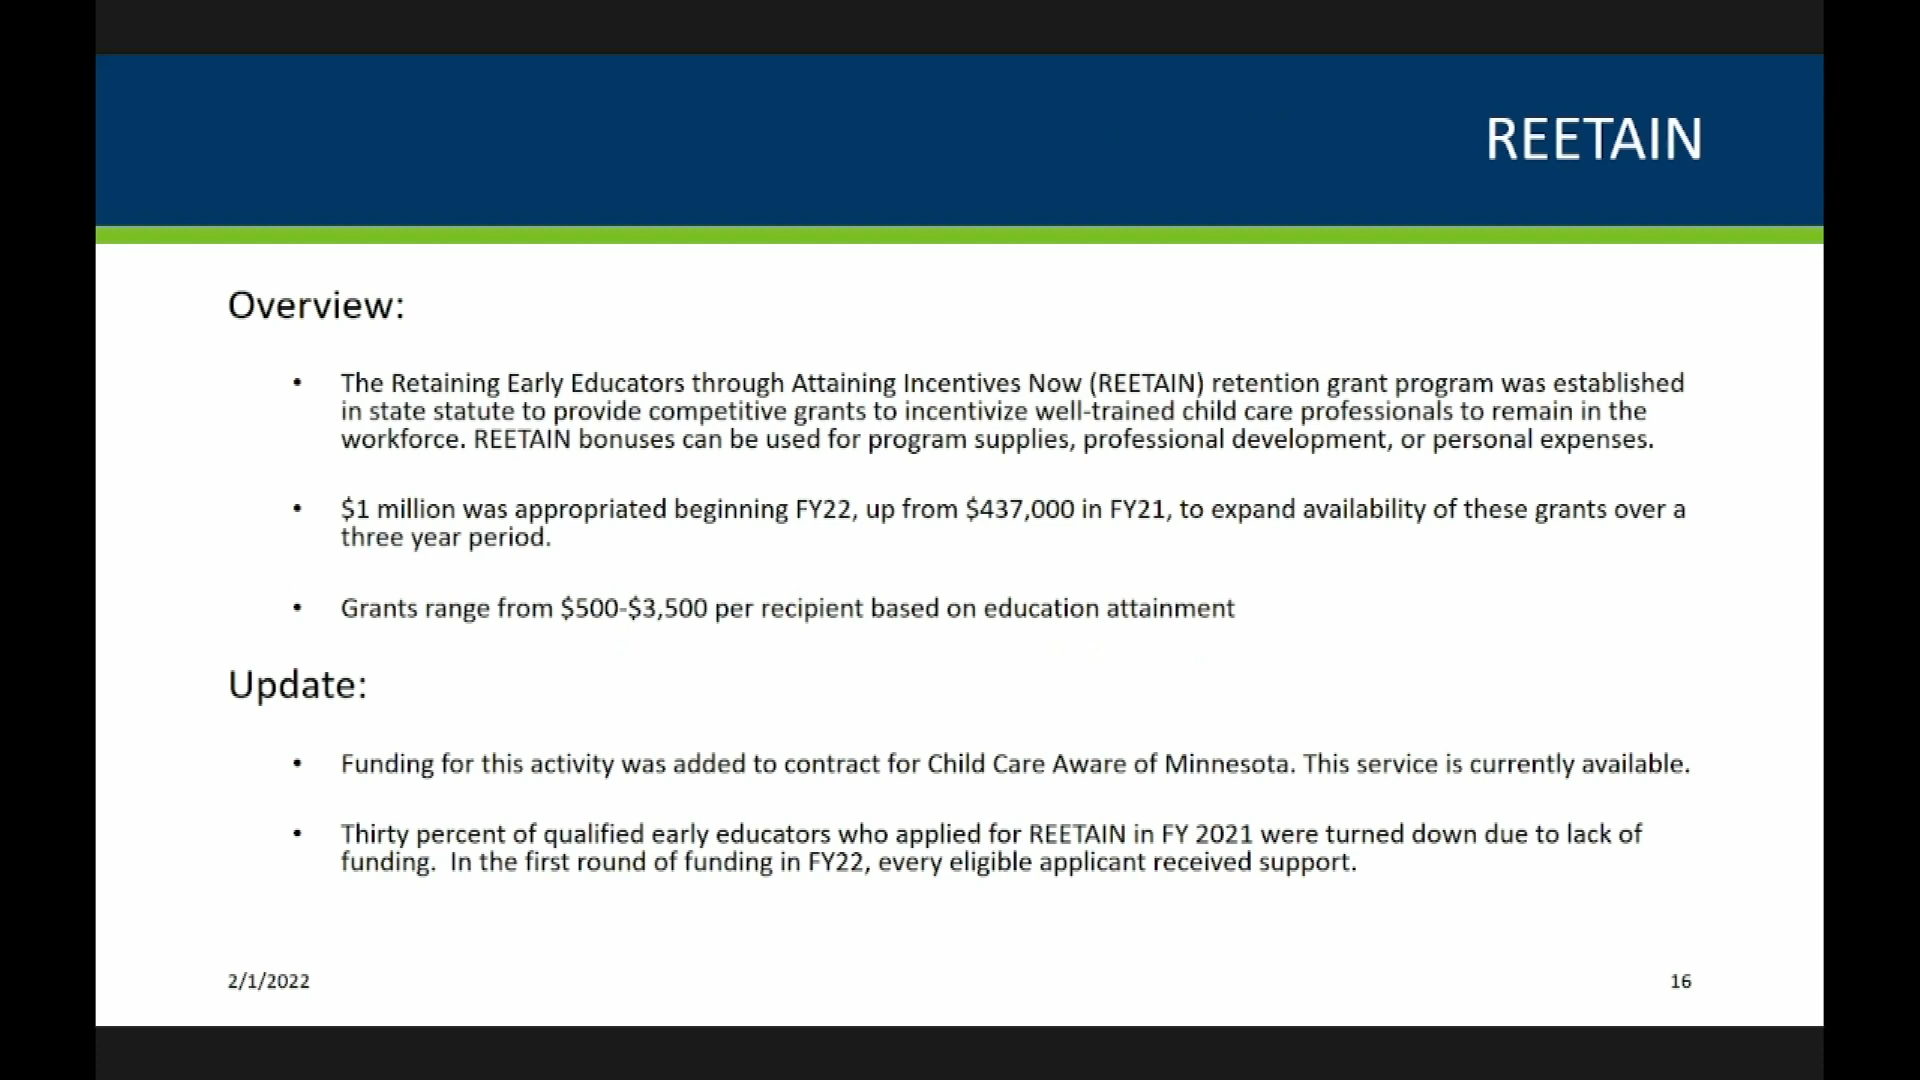 REETAIN
Overview:
• The Retaining Early Educators through Attaining Incentives Now (REETAIN) retention grant program was established
in state statute to provide competitive grants to incentivize well-trained child care professionals to remain in the
workforce. REETAIN bonuses can be used for program supplies, professional development, or personal expenses.
• $1 million was appropriated beginning FY22, up from $437,000 in FY21, to expand availability of these grants over a
three year period.
• Grants range from $500-$3,500 per recipient based on education attainment
Update:
• Funding for this activity was added to contract for Child Care Aware of Minnesota. This service is currently available.
• Thirty percent of qualified early educators who applied for REETAIN in FY 2021 were turned down due to lack of
funding.  In the first round of funding in FY22, every eligible applicant received support.
2/1/2022
16